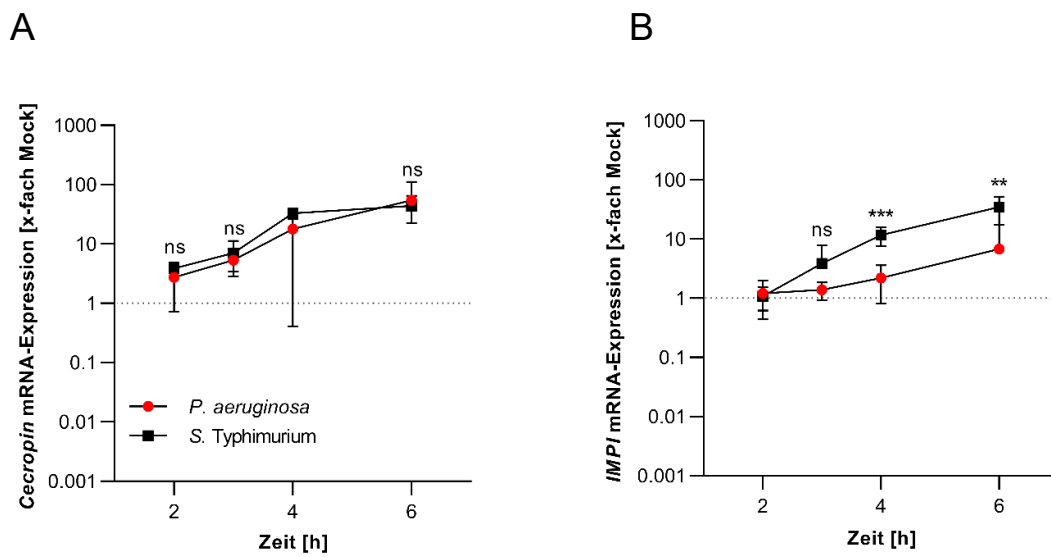 A
Cecropin mRNA-Expression [x-fach Mock]
1000
100
10
1
0.1
0.01
0.001
ns
ns
ns
P. aeruginosa
S. Typhimurium
2
4
6
Zeit [h]
B
IMPI mRNA-Expression [x-fach Mock]
1000
100
10
1
0.1
0.01
0.001
ns
***
**
2
4
6
Zeit [h]